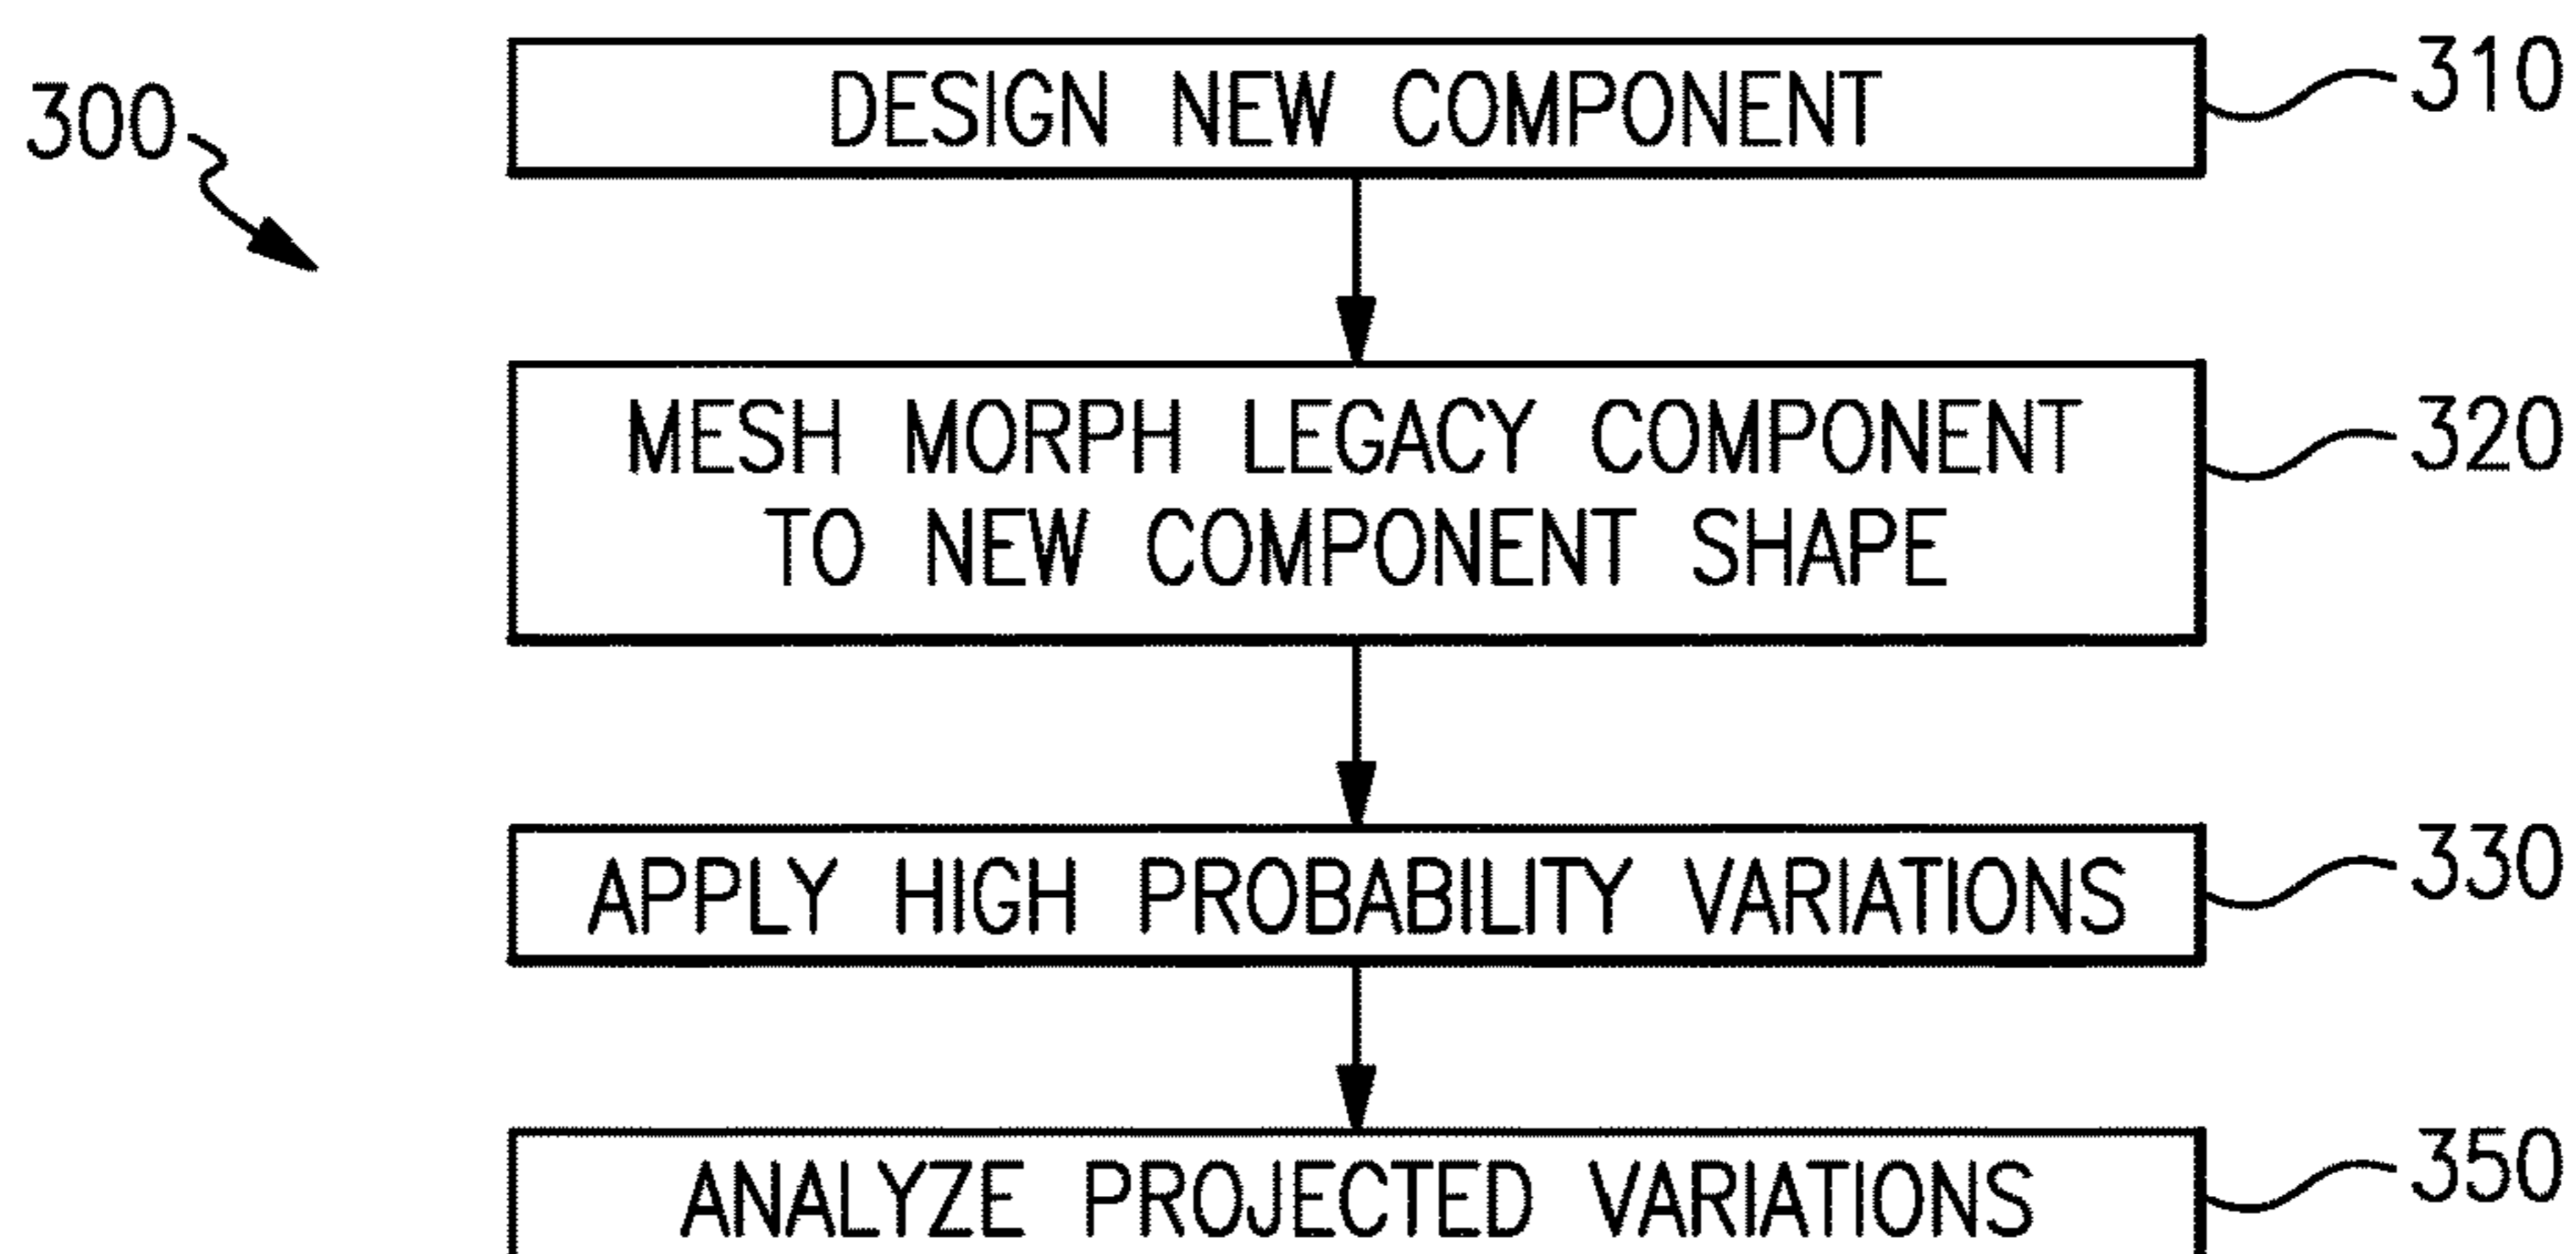 300
DESIGN NEW COMPONENT
310
MESH MORPH LEGACY COMPONENT
TO NEW COMPONENT SHAPE
320
APPLY HIGH PROBABILITY VARIATIONS
330
ANALYZE PROJECTED VARIATIONS
350